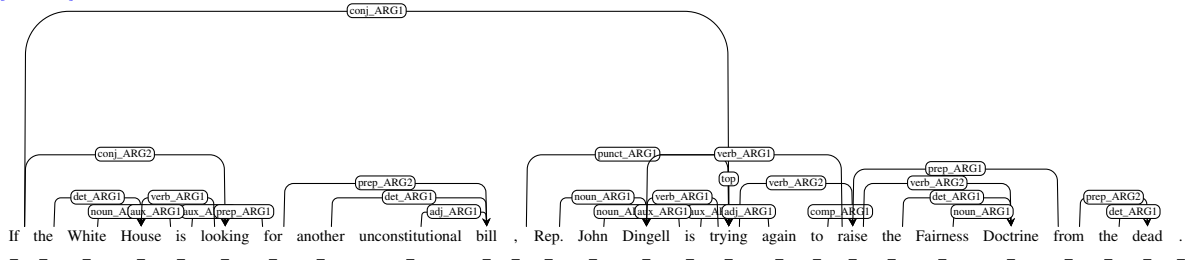 conj_ARG1
conj_ARG2 punct_ARG1 verb_ARG1
prep_ARG1
top
prep_ARG2 verb_ARG2 verb_ARG2
det_ARG1 verb_ARG1 det_ARG1 noun_ARG1 verb_ARG1 det_ARG1 prep_ARG2
aux_ARG1 prep_ARG1 adj_ARG1 aux_ARG1 adj_ARG1 comp_ARG1 noun_ARG1 det_ARG1
If the White House is looking for another unconstitutional bill , Rep. John Dingell is trying again to raise the Fairness Doctrine from the dead .